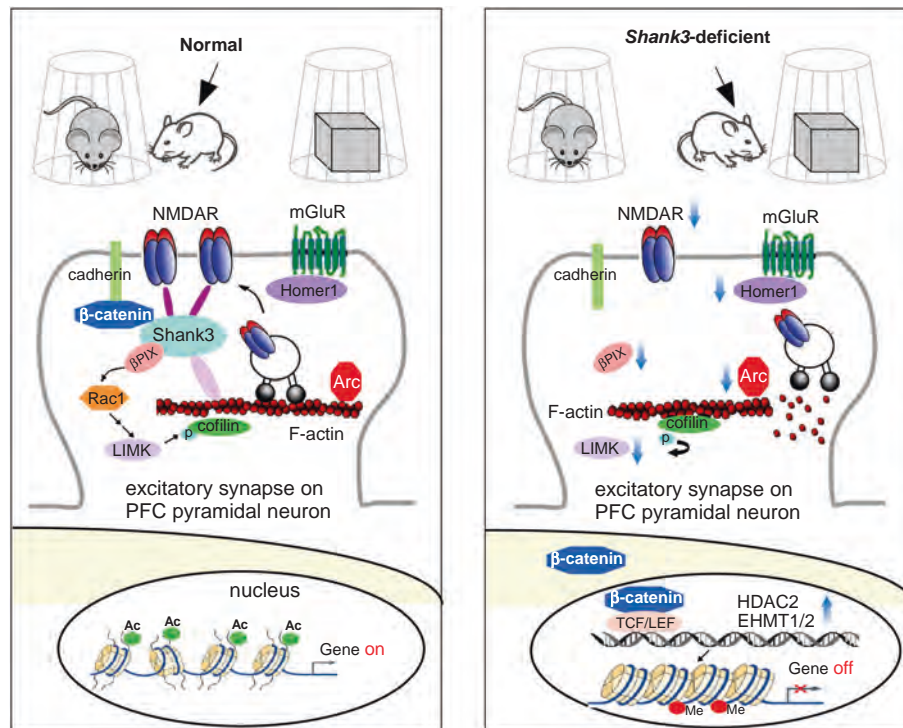 Normal
NMDAR
mGluR
cadherin
Homer1
β-catenin
Shank3
βPIX
Rac1
Arc
cofilin
p
F-actin
LIMK
excitatory synapse on
PFC pyramidal neuron
nucleus
Ac
Ac
Ac
Ac
Gene on
Shank3-deficient
NMDAR
mGluR
cadherin
Homer1
βPIX
Arc
F-actin
cofilin
p
LIMK
excitatory synapse on
PFC pyramidal neuron
β-catenin
β-catenin
HDAC2
TCF/LEF
EHMT1/2
Gene off
Me
Me